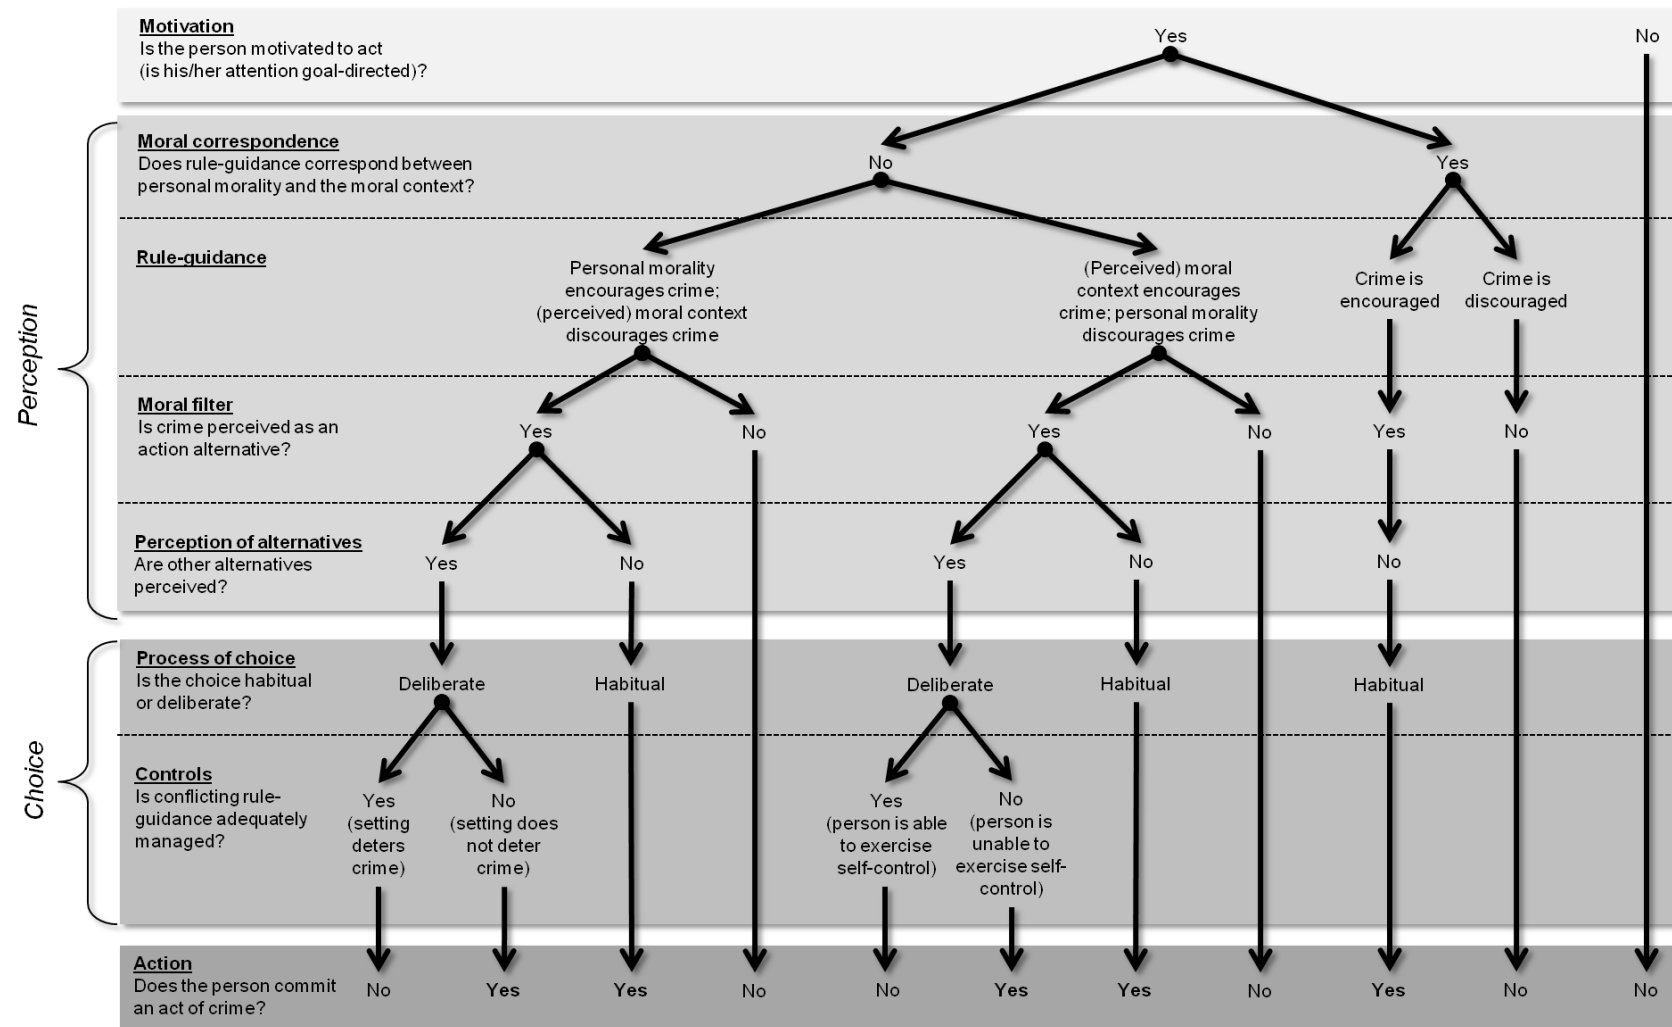 Motivation
Is the person motivated to act
(is his/her attention goal-directed)?
Yes
No
Perception
Moral correspondence
Does rule-guidance correspond between
personal morality and the moral context?
No
Yes
Rule-guidance
Personal morality
encourages crime;
(perceived) moral context
discourages crime
(Perceived) moral
context encourages
crime; personal morality
discourages crime
Crime is
encouraged
Crime is
discouraged
Moral filter
Is crime perceived as an
action alternative?
Yes
No
Yes
No
Yes
No
Perception of alternatives
Are other alternatives
perceived?
Yes
No
Yes
No
No
Choice
Process of choice
Is the choice habitual
or deliberate?
Deliberate
Habitual
Deliberate
Habitual
Habitual
Controls
Is conflicting rule-
guidance adequately
managed?
Yes
(setting
deters
crime)
No
(setting does
not deter
crime)
Yes
(person is able
to exercise
self-control)
No
(person is
unable to
exercise self-
control)
Action
Does the person commit
an act of crime?
No
Yes
Yes
No
No
Yes
Yes
No
Yes
No
No